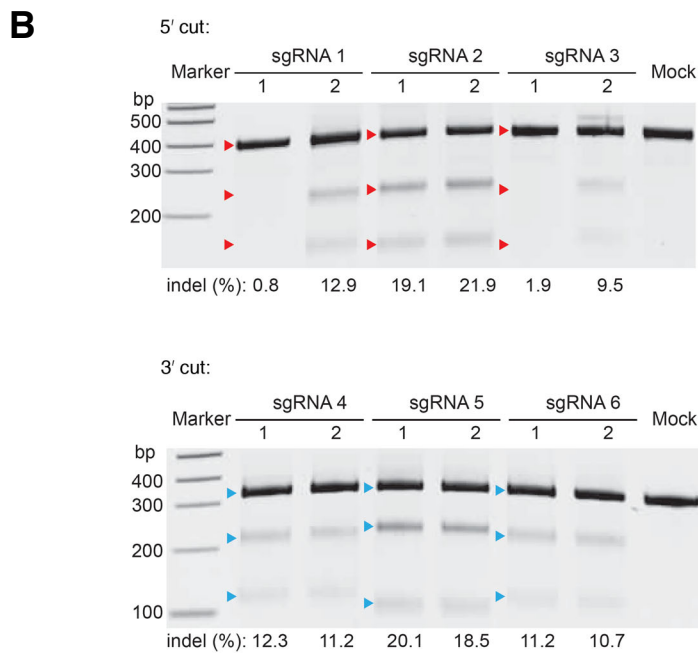 B
5′ cut:
Marker sgRNA 1 sgRNA 2 sgRNA 3 Mock
1 2 1 2 1 2
bp
500
400
300
200
indel (%): 0.8 12.9 19.1 21.9 1.9 9.5
3′ cut:
Marker sgRNA 4 sgRNA 5 sgRNA 6 Mock
1 2 1 2 1 2
bp
400
300
200
100
indel (%): 12.3 11.2 20.1 18.5 11.2 10.7